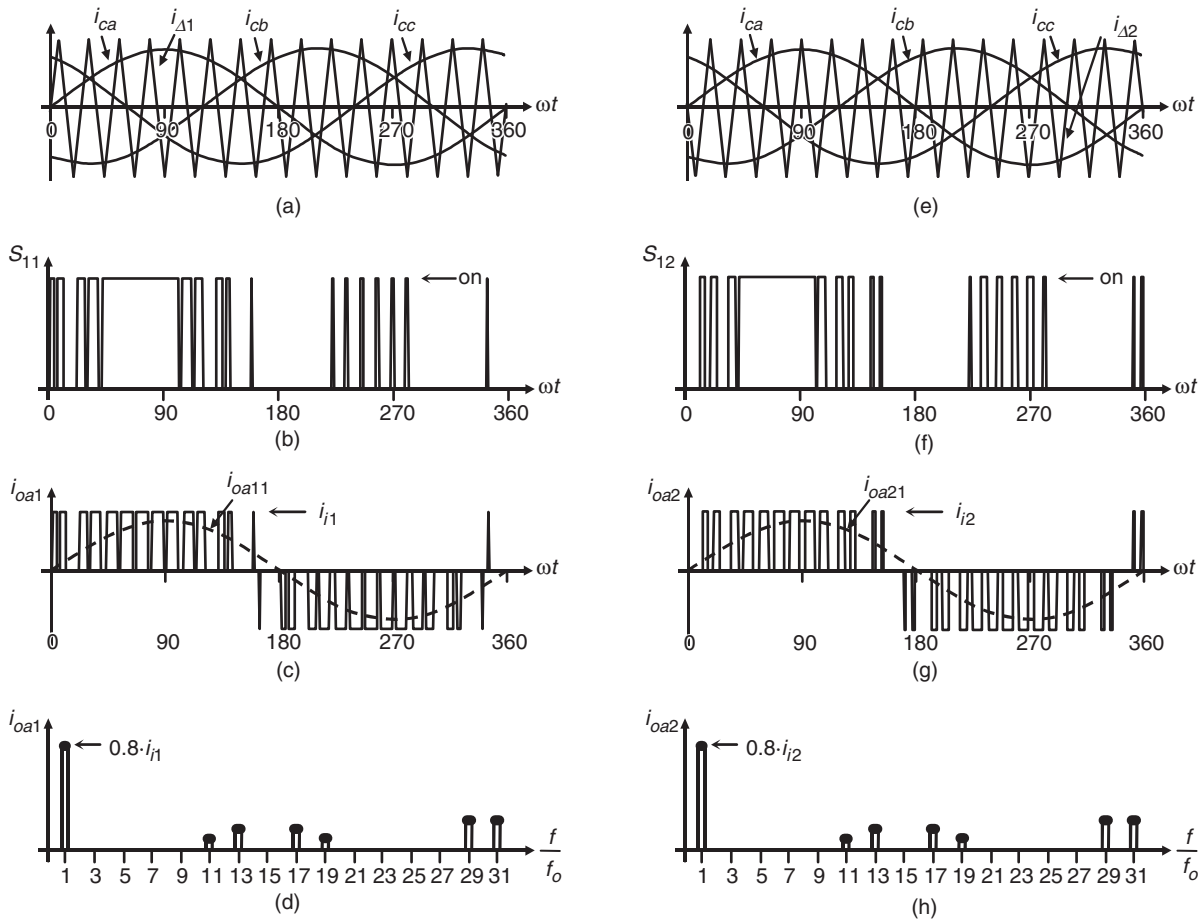 i_ca i_Δ1 i_cb i_cc
ωt
0 90 180 270 360
(a)
S_11
on
ωt
0 90 180 270 360
(b)
i_oa1
i_oa11
i_i1
ωt
0 90 180 270 360
(c)
i_oa1
0.8·i_i1
f/f_o
1 3 5 7 9 11 13 15 17 19 21 23 25 27 29 31
(d)
i_ca i_cb i_cc i_Δ2
ωt
0 90 180 270 360
(e)
S_12
on
ωt
0 90 180 270 360
(f)
i_oa2
i_oa21
i_i2
ωt
0 90 180 270 360
(g)
i_oa2
0.8·i_i2
f/f_o
1 3 5 7 9 11 13 15 17 19 21 23 25 27 29 31
(h)